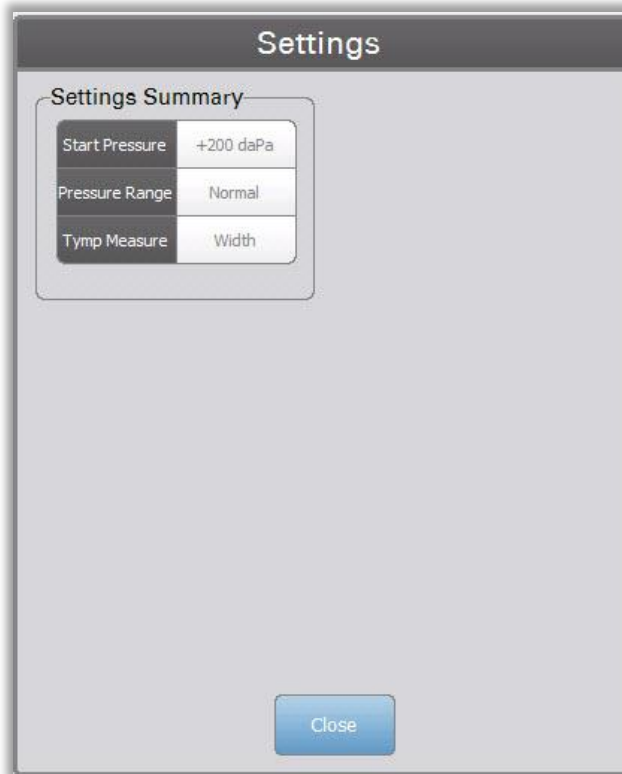 Settings
Settings Summary
Start Pressure +200 daPa
Pressure Range Normal
Tymp Measure Width
Close